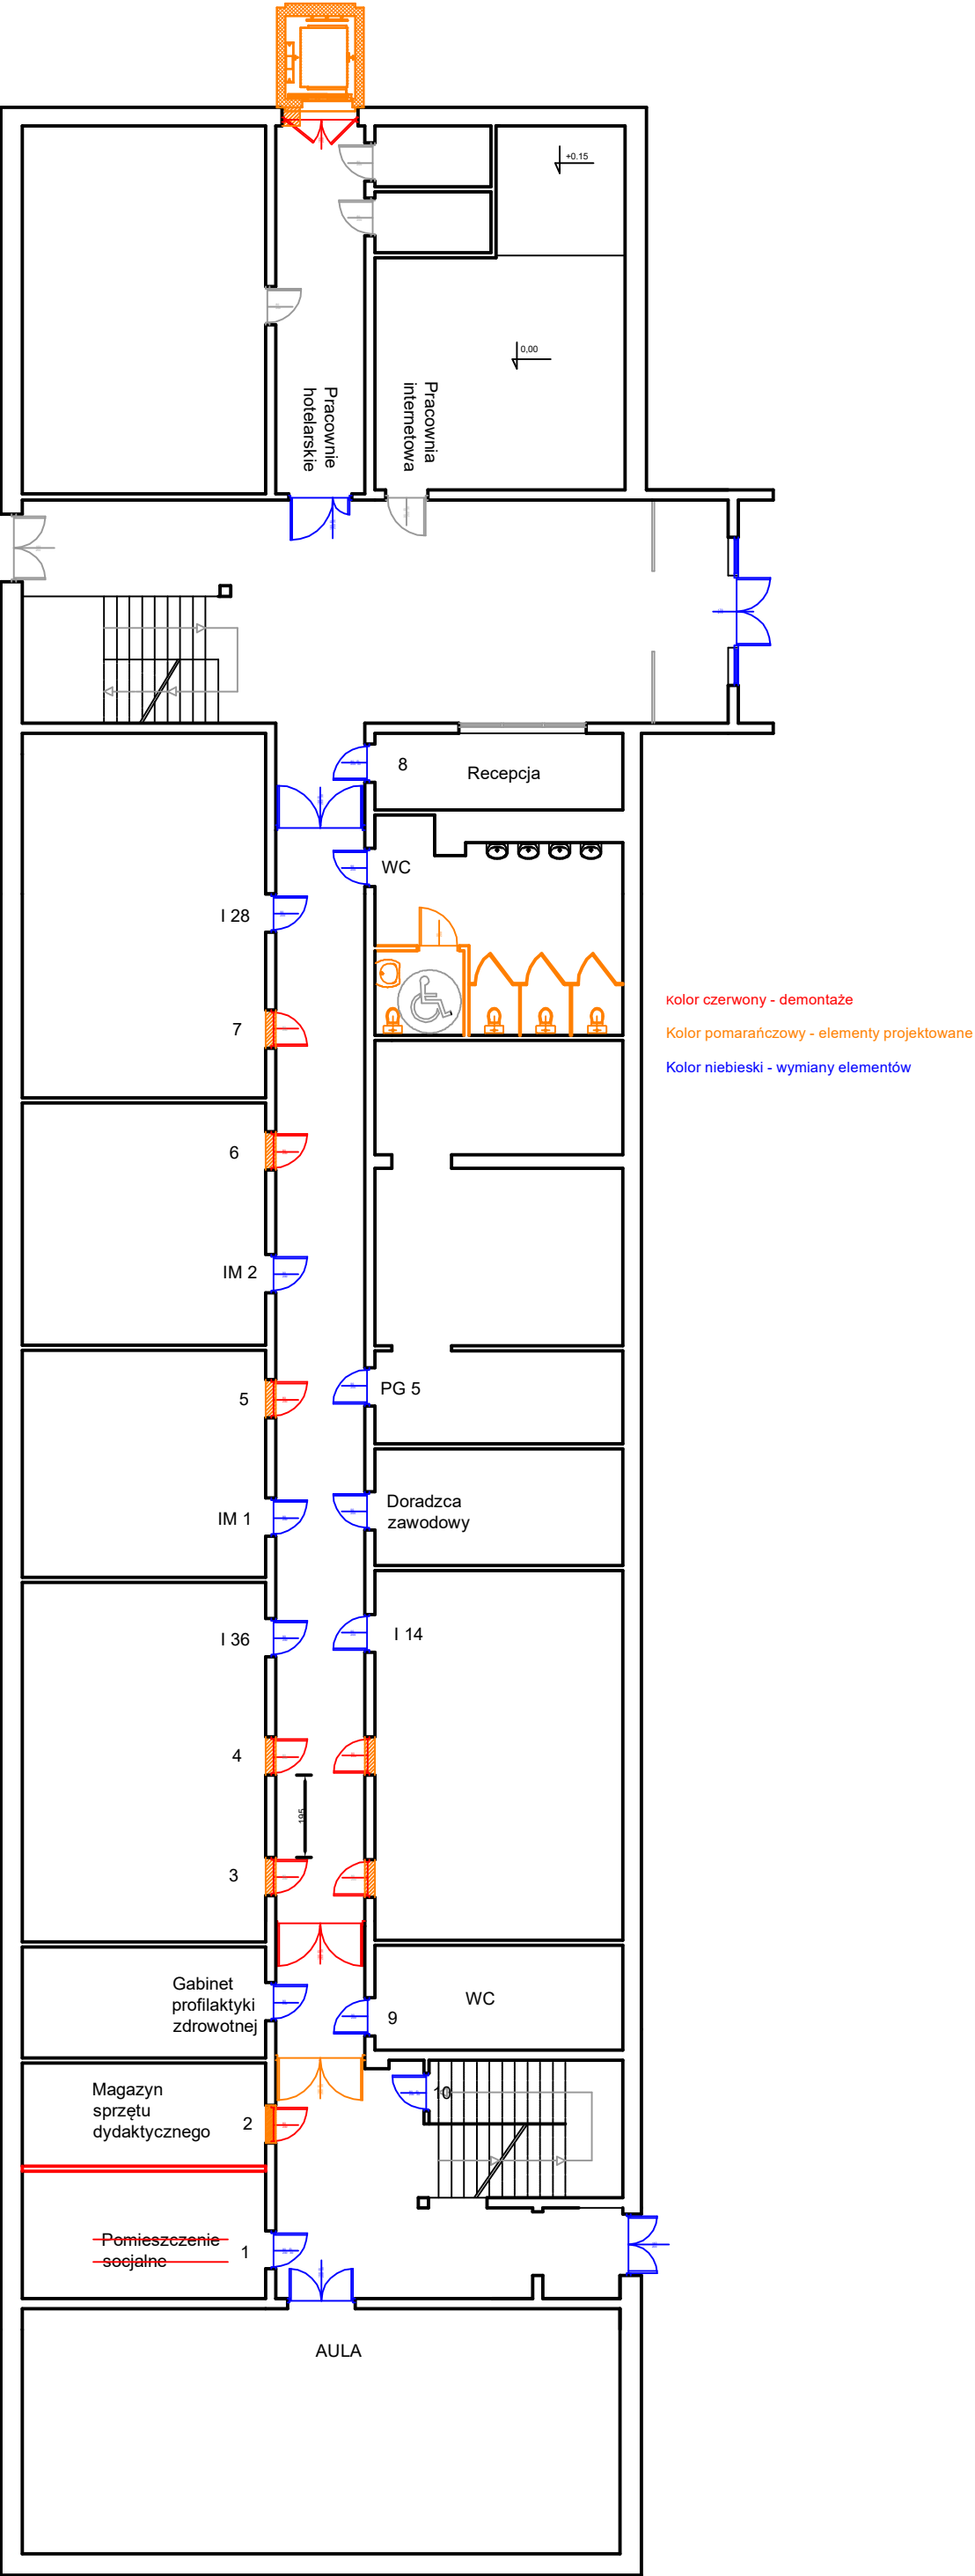 +0.15
0,00
Pracownie
hotelarskie
Pracownia
internetowa
8
Recepcja
WC
I 28
Kolor czerwony - demontaże
Kolor pomarańczowy - elementy projektowane
Kolor niebieski - wymiany elementów
7
6
IM 2
PG 5
5
Doradzca
zawodowy
IM 1
I 36
I 14
4
195
3
Gabinet
profilaktyki
zdrowotnej
WC
9
Magazyn
sprzętu
dydaktycznego
2
10
Pomieszczenie
socjalne
1
AULA